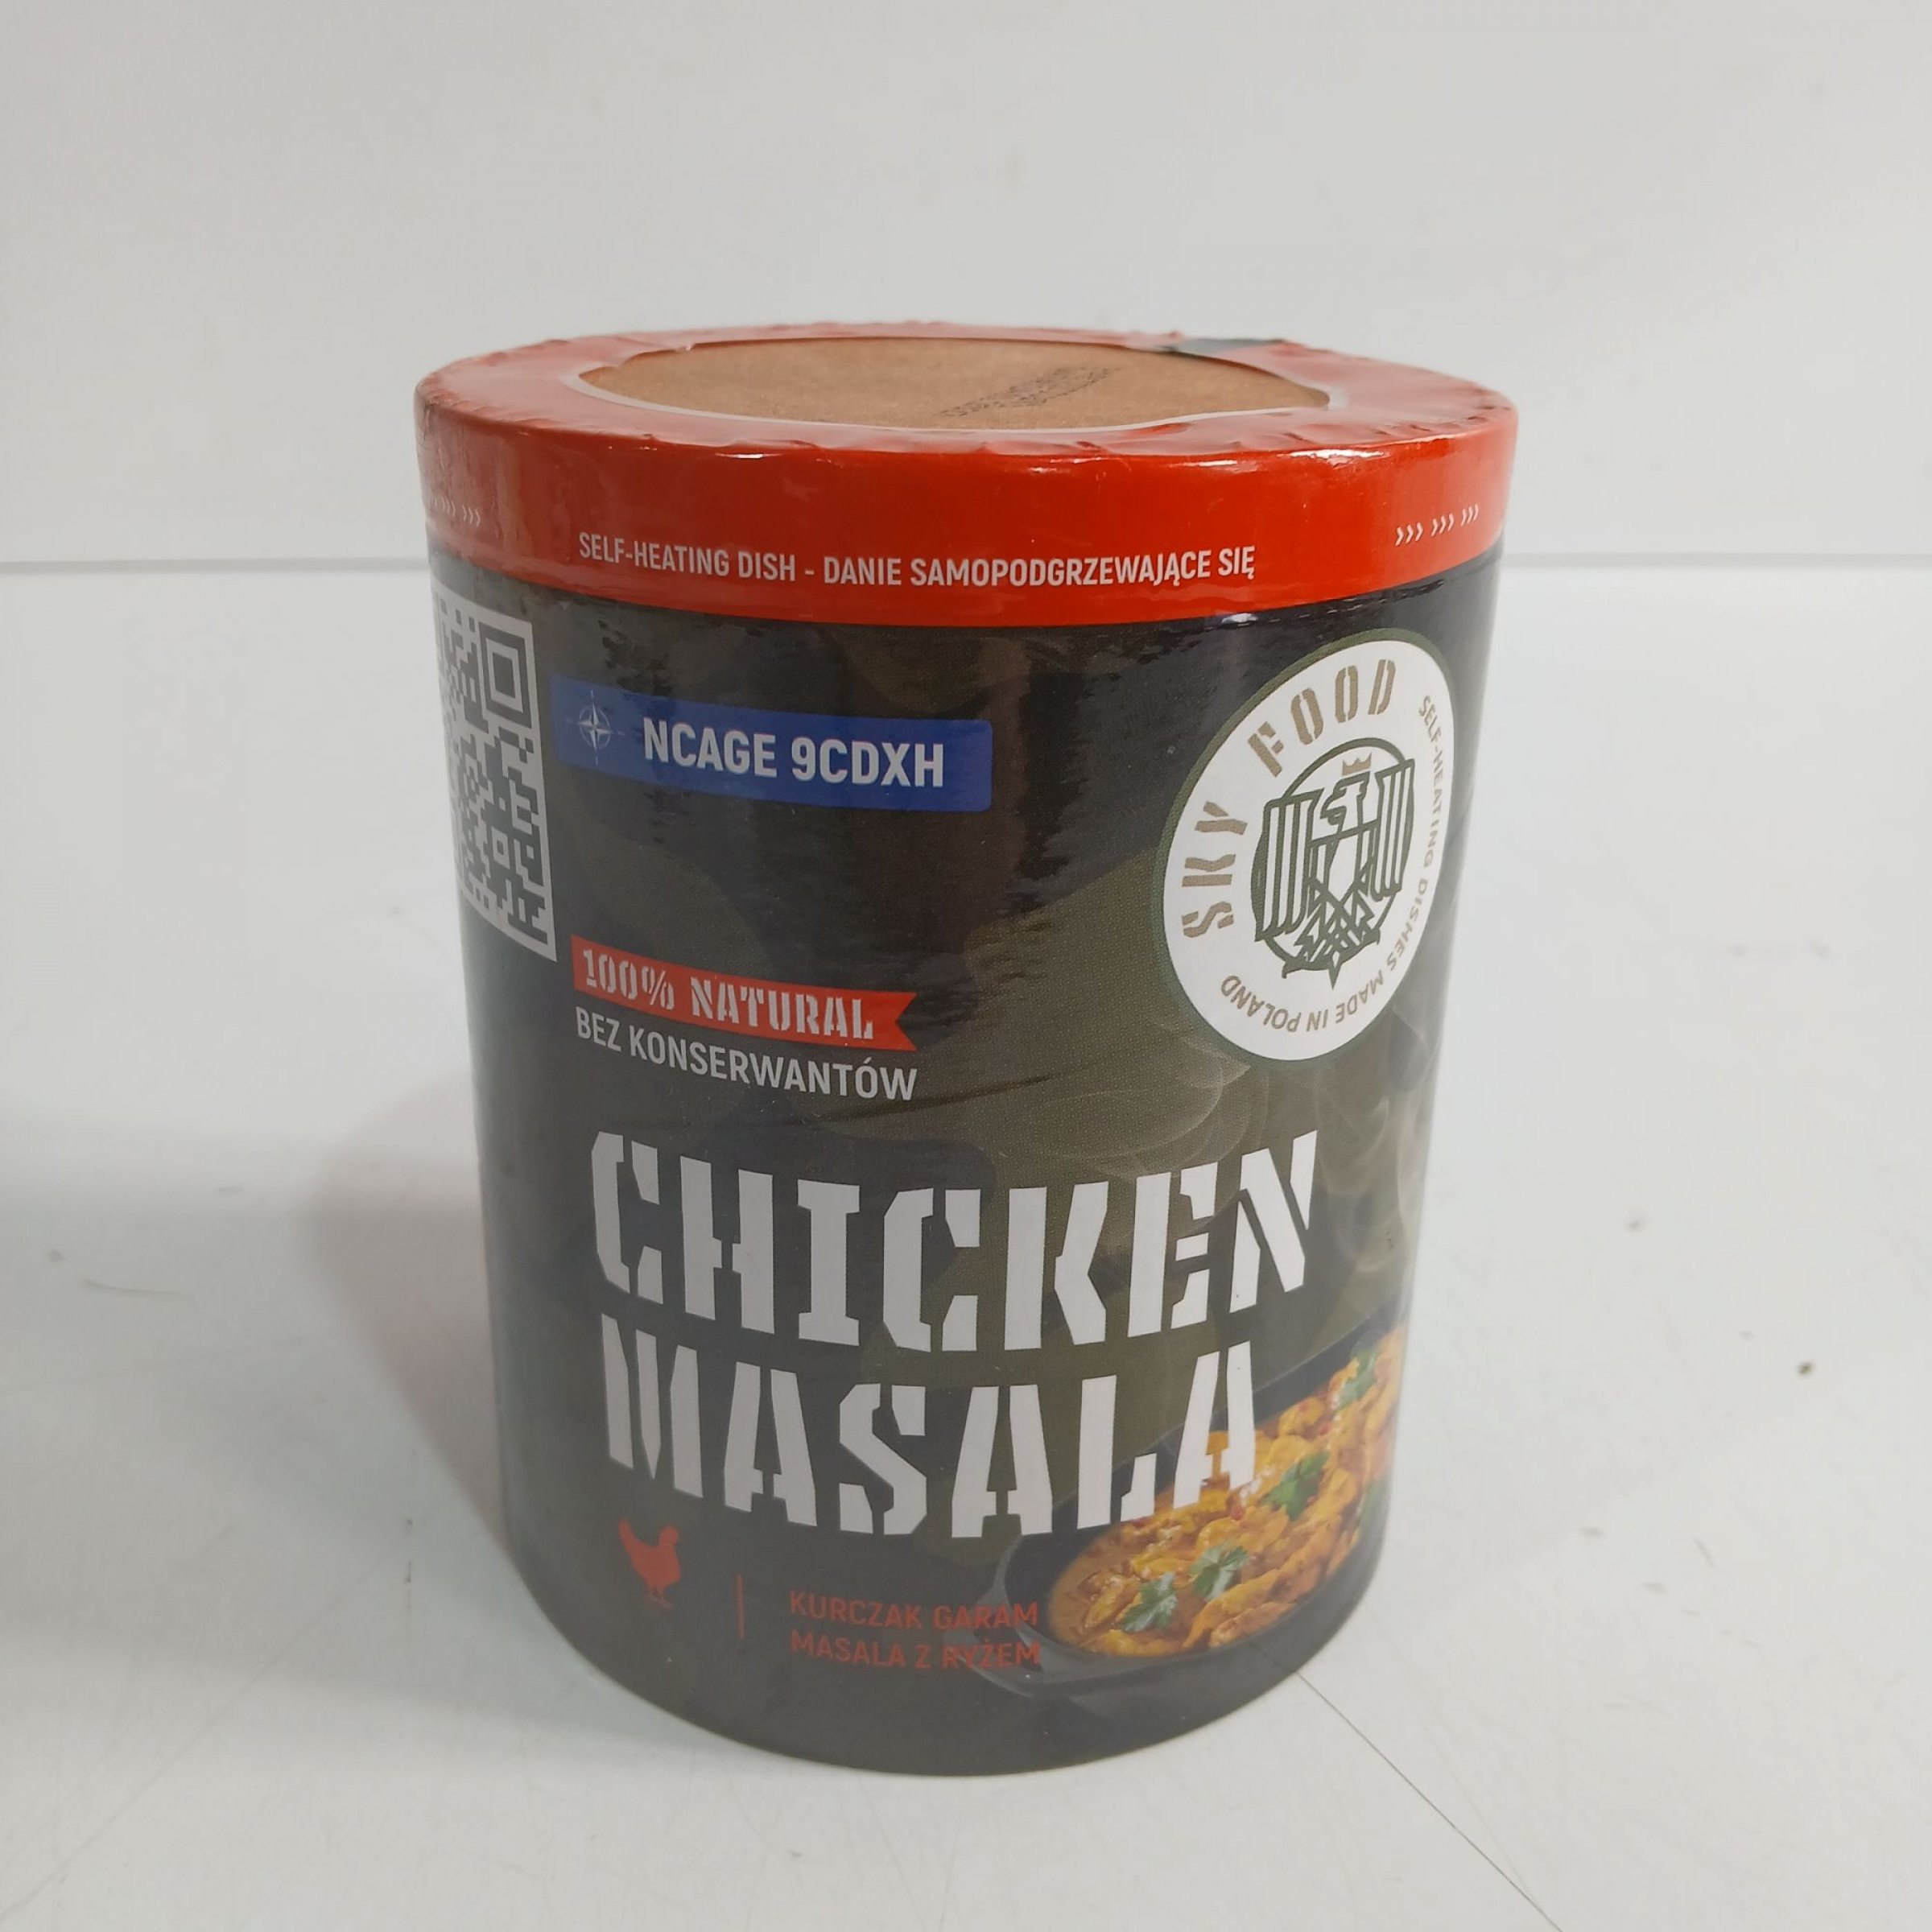 SELF-HEATING DISH - DANIE SAMOPODGRZEWAJĄCE SIĘ
NCAGE 9CDXH
SKY FOOD
SELF-HEATING DISHES MADE IN POLAND
100% NATURAL
BEZ KONSERWANTÓW
CHICKEN
MASALA
KURCZAK GARAM
MASALA Z RYŻEM